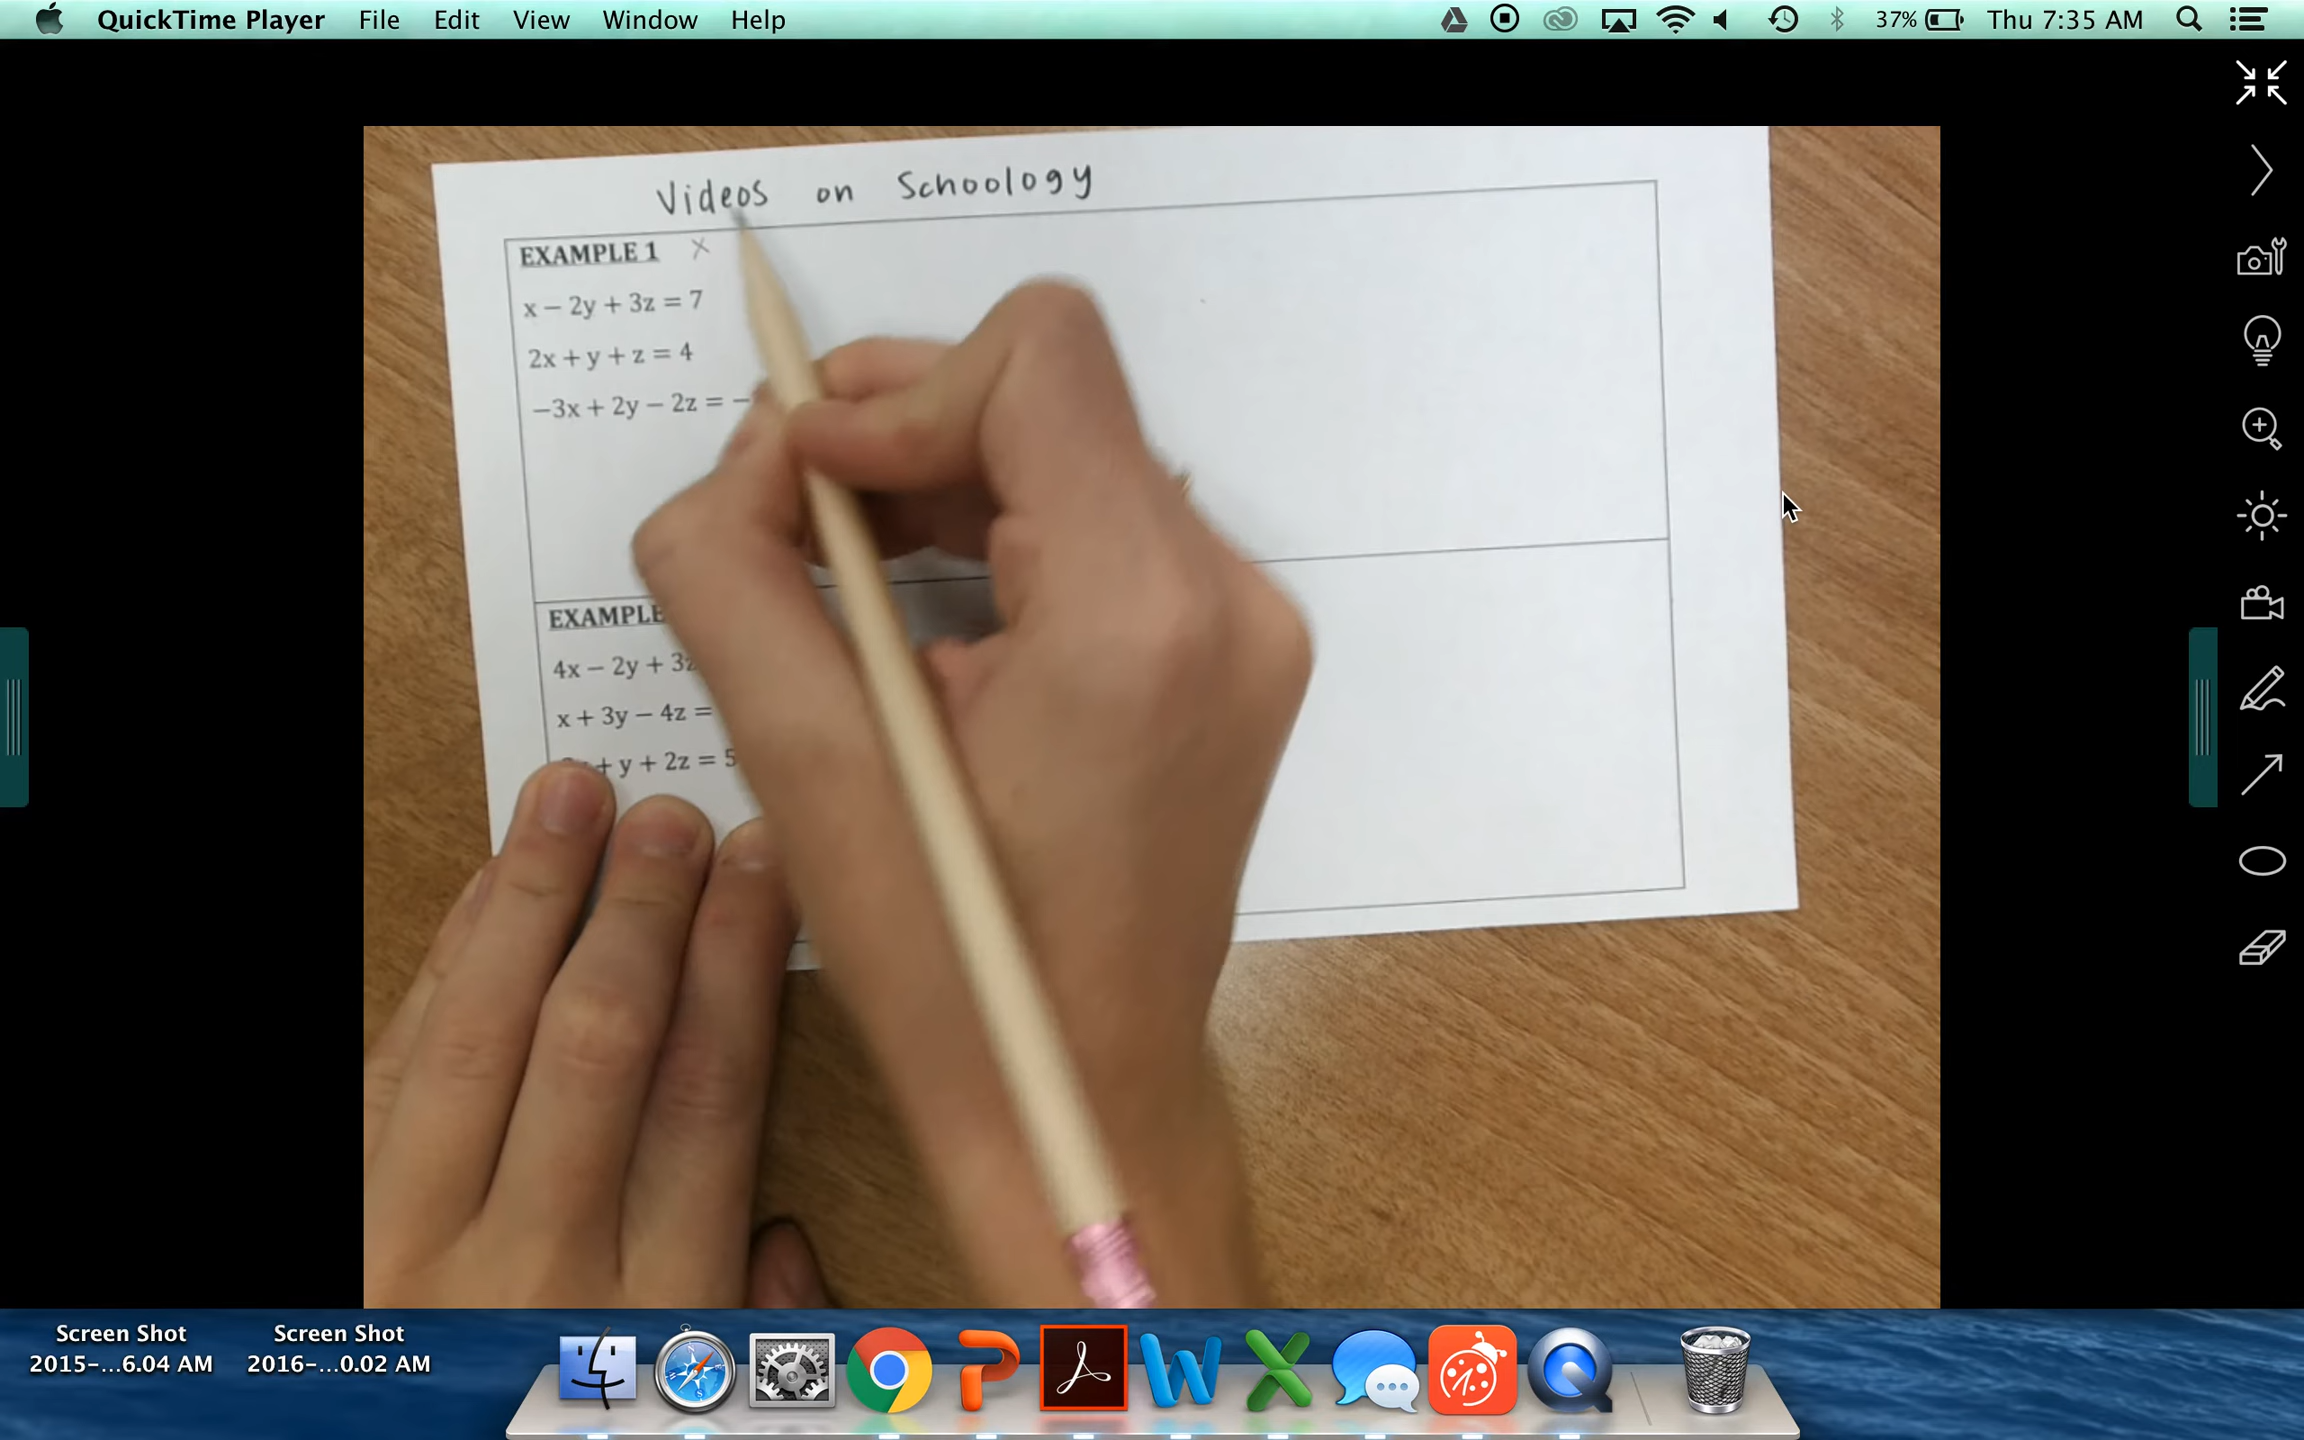 QuickTime Player File Edit View Window Help 37% Thu 7:35 AM
Videos on Schoology
EXAMPLE 1 x
x − 2y + 3z = 7
2x + y + z = 4
−3x + 2y − 2z = −
EXAMPLE
4x − 2y + 3z
x + 3y − 4z =
+ y + 2z = 5
Screen Shot
2015-...6.04 AM
Screen Shot
2016-...0.02 AM